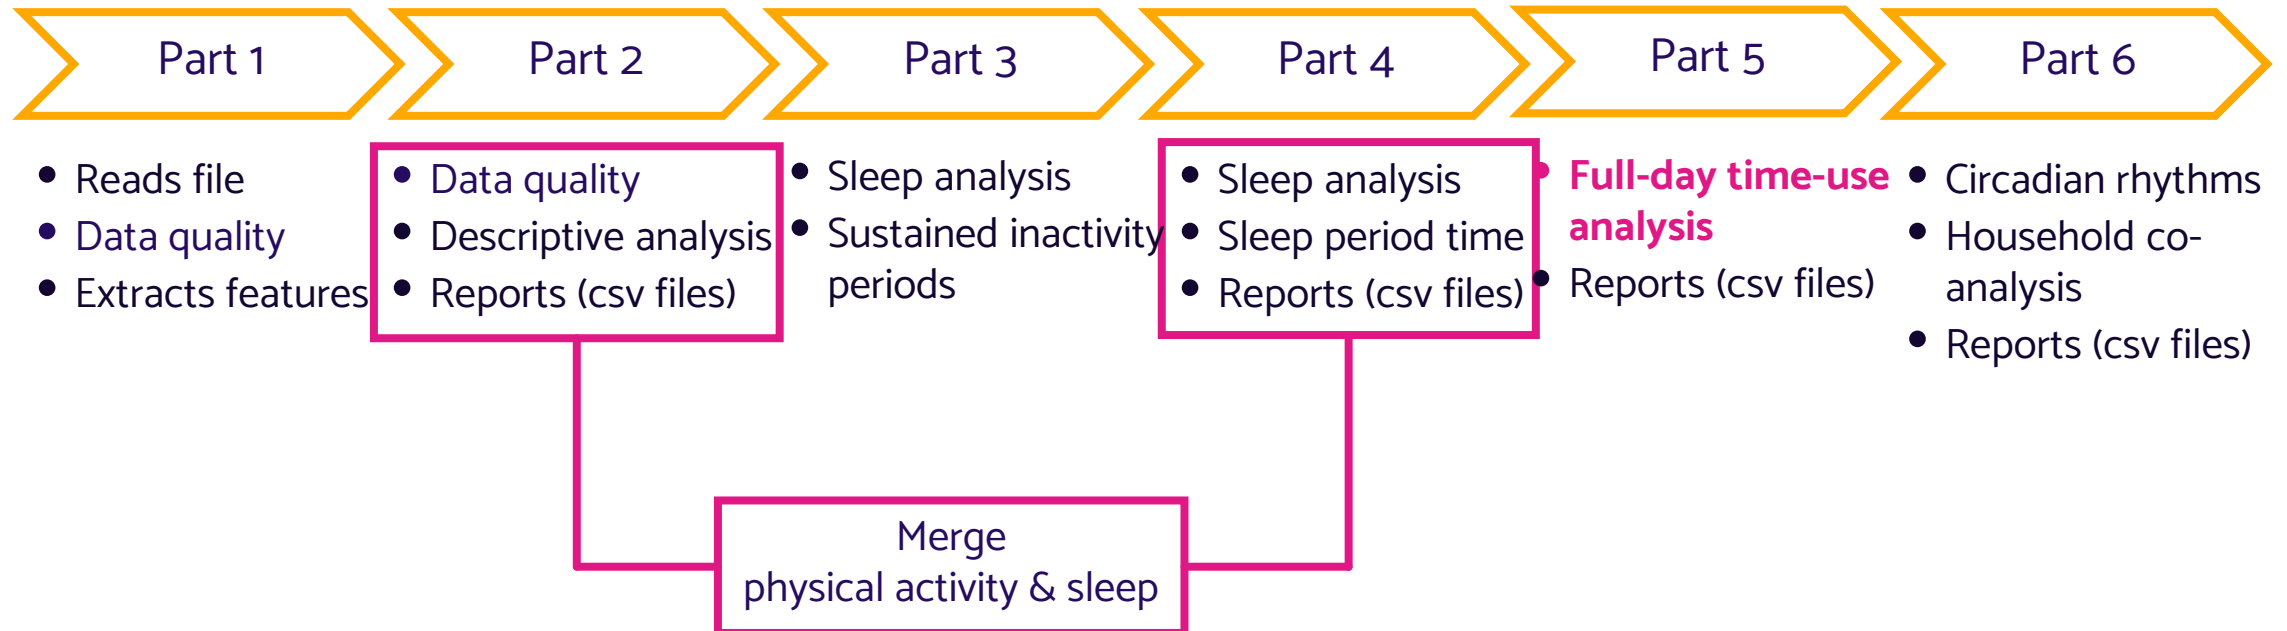 Part 1
Part 2
Part 3
Part 4
Part 5
Part 6
• Reads file
• Data quality
• Extracts features
• Data quality
• Descriptive analysis
• Reports (csv files)
• Sleep analysis
• Sustained inactivity
periods
• Sleep analysis
• Sleep period time
• Reports (csv files)
• Full-day time-use
analysis
• Reports (csv files)
• Circadian rhythms
• Household co-
analysis
• Reports (csv files)
Merge
physical activity & sleep